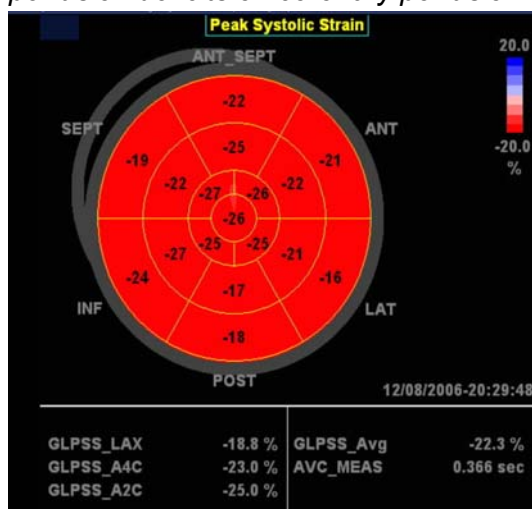 Peak Systolic Strain
ANT_SEPT
20.0
SEPT
ANT
-22
-20.0
%
-25
-19
-21
-22
-27
-26
-22
-26
-27
-25
-25
-21
-24
-16
-17
INF
LAT
-18
POST
12/08/2006-20:29:48
GLPSS_LAX -18.8 % GLPSS_Avg -22.3 %
GLPSS_A4C -23.0 % AVC_MEAS 0.366 sec
GLPSS_A2C -25.0 %